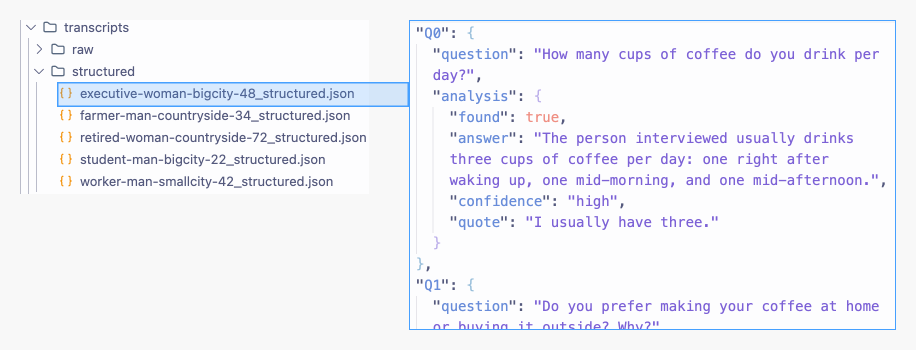 transcripts
raw
structured
{} executive-woman-bigcity-48_structured.json
{} farmer-man-countryside-34_structured.json
{} retired-woman-countryside-72_structured.json
{} student-man-bigcity-22_structured.json
{} worker-man-smallcity-42_structured.json
"Q0": {
"question": "How many cups of coffee do you drink per
day?",
"analysis": {
"found": true,
"answer": "The person interviewed usually drinks
three cups of coffee per day: one right after
waking up, one mid-morning, and one mid-afternoon.",
"confidence": "high",
"quote": "I usually have three."
}
},
"Q1": {
"question": "Do you prefer making your coffee at home
or buying it outside? Why?"